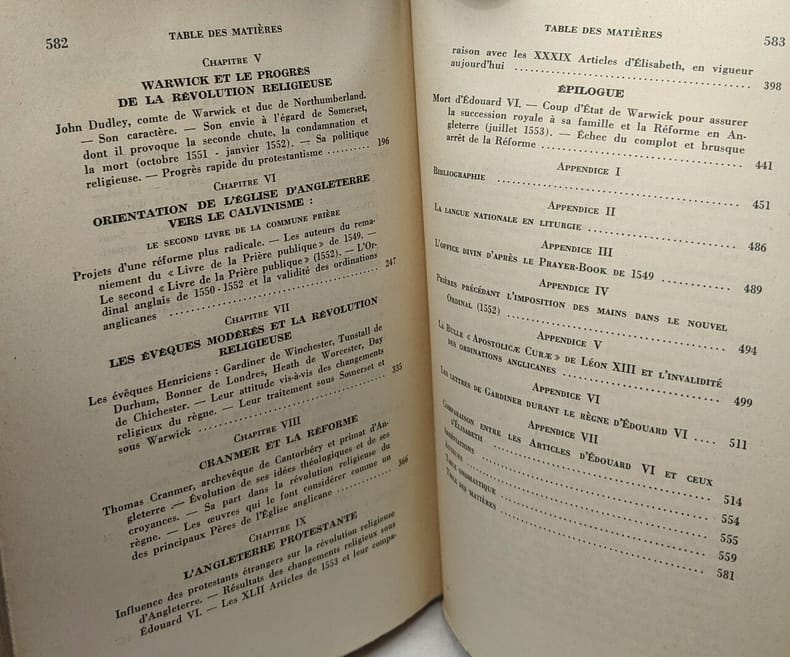 582
TABLE DES MATIÈRES
CHAPITRE V
WARWICK ET LE PROGRÈS
DE LA RÉVOLUTION RELIGIEUSE
John Dudley, comte de Warwick et duc de Northumberland.
— Son caractère. — Son envie à l'égard de Somerset,
dont il provoque la seconde chute, la condamnation et
la mort (octobre 1551 - janvier 1552). — Sa politique
religieuse. — Progrès rapide du protestantisme .......... 196
CHAPITRE VI
ORIENTATION DE L'ÉGLISE D'ANGLETERRE
VERS LE CALVINISME :
LE SECOND LIVRE DE LA COMMUNE PRIÈRE
Projets d'une réforme plus radicale. — Les auteurs du rema-
niement du « Livre de la Prière publique » de 1549. —
Le second « Livre de la Prière publique » (1552). — L'Or-
dinal anglais de 1550-1552 et la validité des ordinations
anglicanes .......... 247
CHAPITRE VII
LES ÉVÊQUES MODÉRÉS ET LA RÉVOLUTION
RELIGIEUSE
Les évêques Henriciens : Gardiner de Winchester, Tunstall de
Durham, Bonner de Londres, Heath de Worcester, Day
de Chichester. — Leur attitude vis-à-vis des changements
religieux du règne. — Leur traitement sous Somerset et
sous Warwick .......... 335
CHAPITRE VIII
CRANMER ET LA RÉFORME
Thomas Cranmer, archevêque de Cantorbéry et primat d'An-
gleterre. — Évolution de ses idées théologiques et de ses
croyances. — Sa part dans la révolution religieuse du
règne. — Les œuvres qui le font considérer comme un
des principaux Pères de l'Église anglicane .......... 366
CHAPITRE IX
L'ANGLETERRE PROTESTANTE
Influence des protestants étrangers sur la révolution religieuse
d'Angleterre. — Résultats des changements religieux sous
Édouard VI. — Les XLII Articles de 1553 et leur compa-
TABLE DES MATIÈRES
583
raison avec les XXXIX Articles d'Élisabeth, en vigueur
aujourd'hui .......... 398
ÉPILOGUE
Mort d'Édouard VI. — Coup d'État de Warwick pour assurer
la succession royale à sa famille et la Réforme en An-
gleterre (juillet 1553). — Échec du complot et brusque
arrêt de la Réforme .......... 441
APPENDICE I
BIBLIOGRAPHIE .......... 451
APPENDICE II
LA LANGUE NATIONALE EN LITURGIE .......... 486
APPENDICE III
L'OFFICE DIVIN D'APRÈS LE PRAYER-BOOK DE 1549 .......... 489
APPENDICE IV
PRIÈRES PRÉCÉDANT L'IMPOSITION DES MAINS DANS LE NOUVEL
ORDINAL (1552) .......... 494
APPENDICE V
LA BULLE « APOSTOLICÆ CURÆ » DE LÉON XIII ET L'INVALIDITÉ
DES ORDINATIONS ANGLICANES .......... 499
APPENDICE VI
LES LETTRES DE GARDINER DURANT LE RÈGNE D'ÉDOUARD VI .... 511
APPENDICE VII
COMPARAISON ENTRE LES ARTICLES D'ÉDOUARD VI ET CEUX
D'ÉLISABETH .......... 514
ABRÉVIATIONS .......... 554
AUTEURS .......... 555
TABLE ONOMASTIQUE .......... 559
TABLE DES MATIÈRES .......... 581